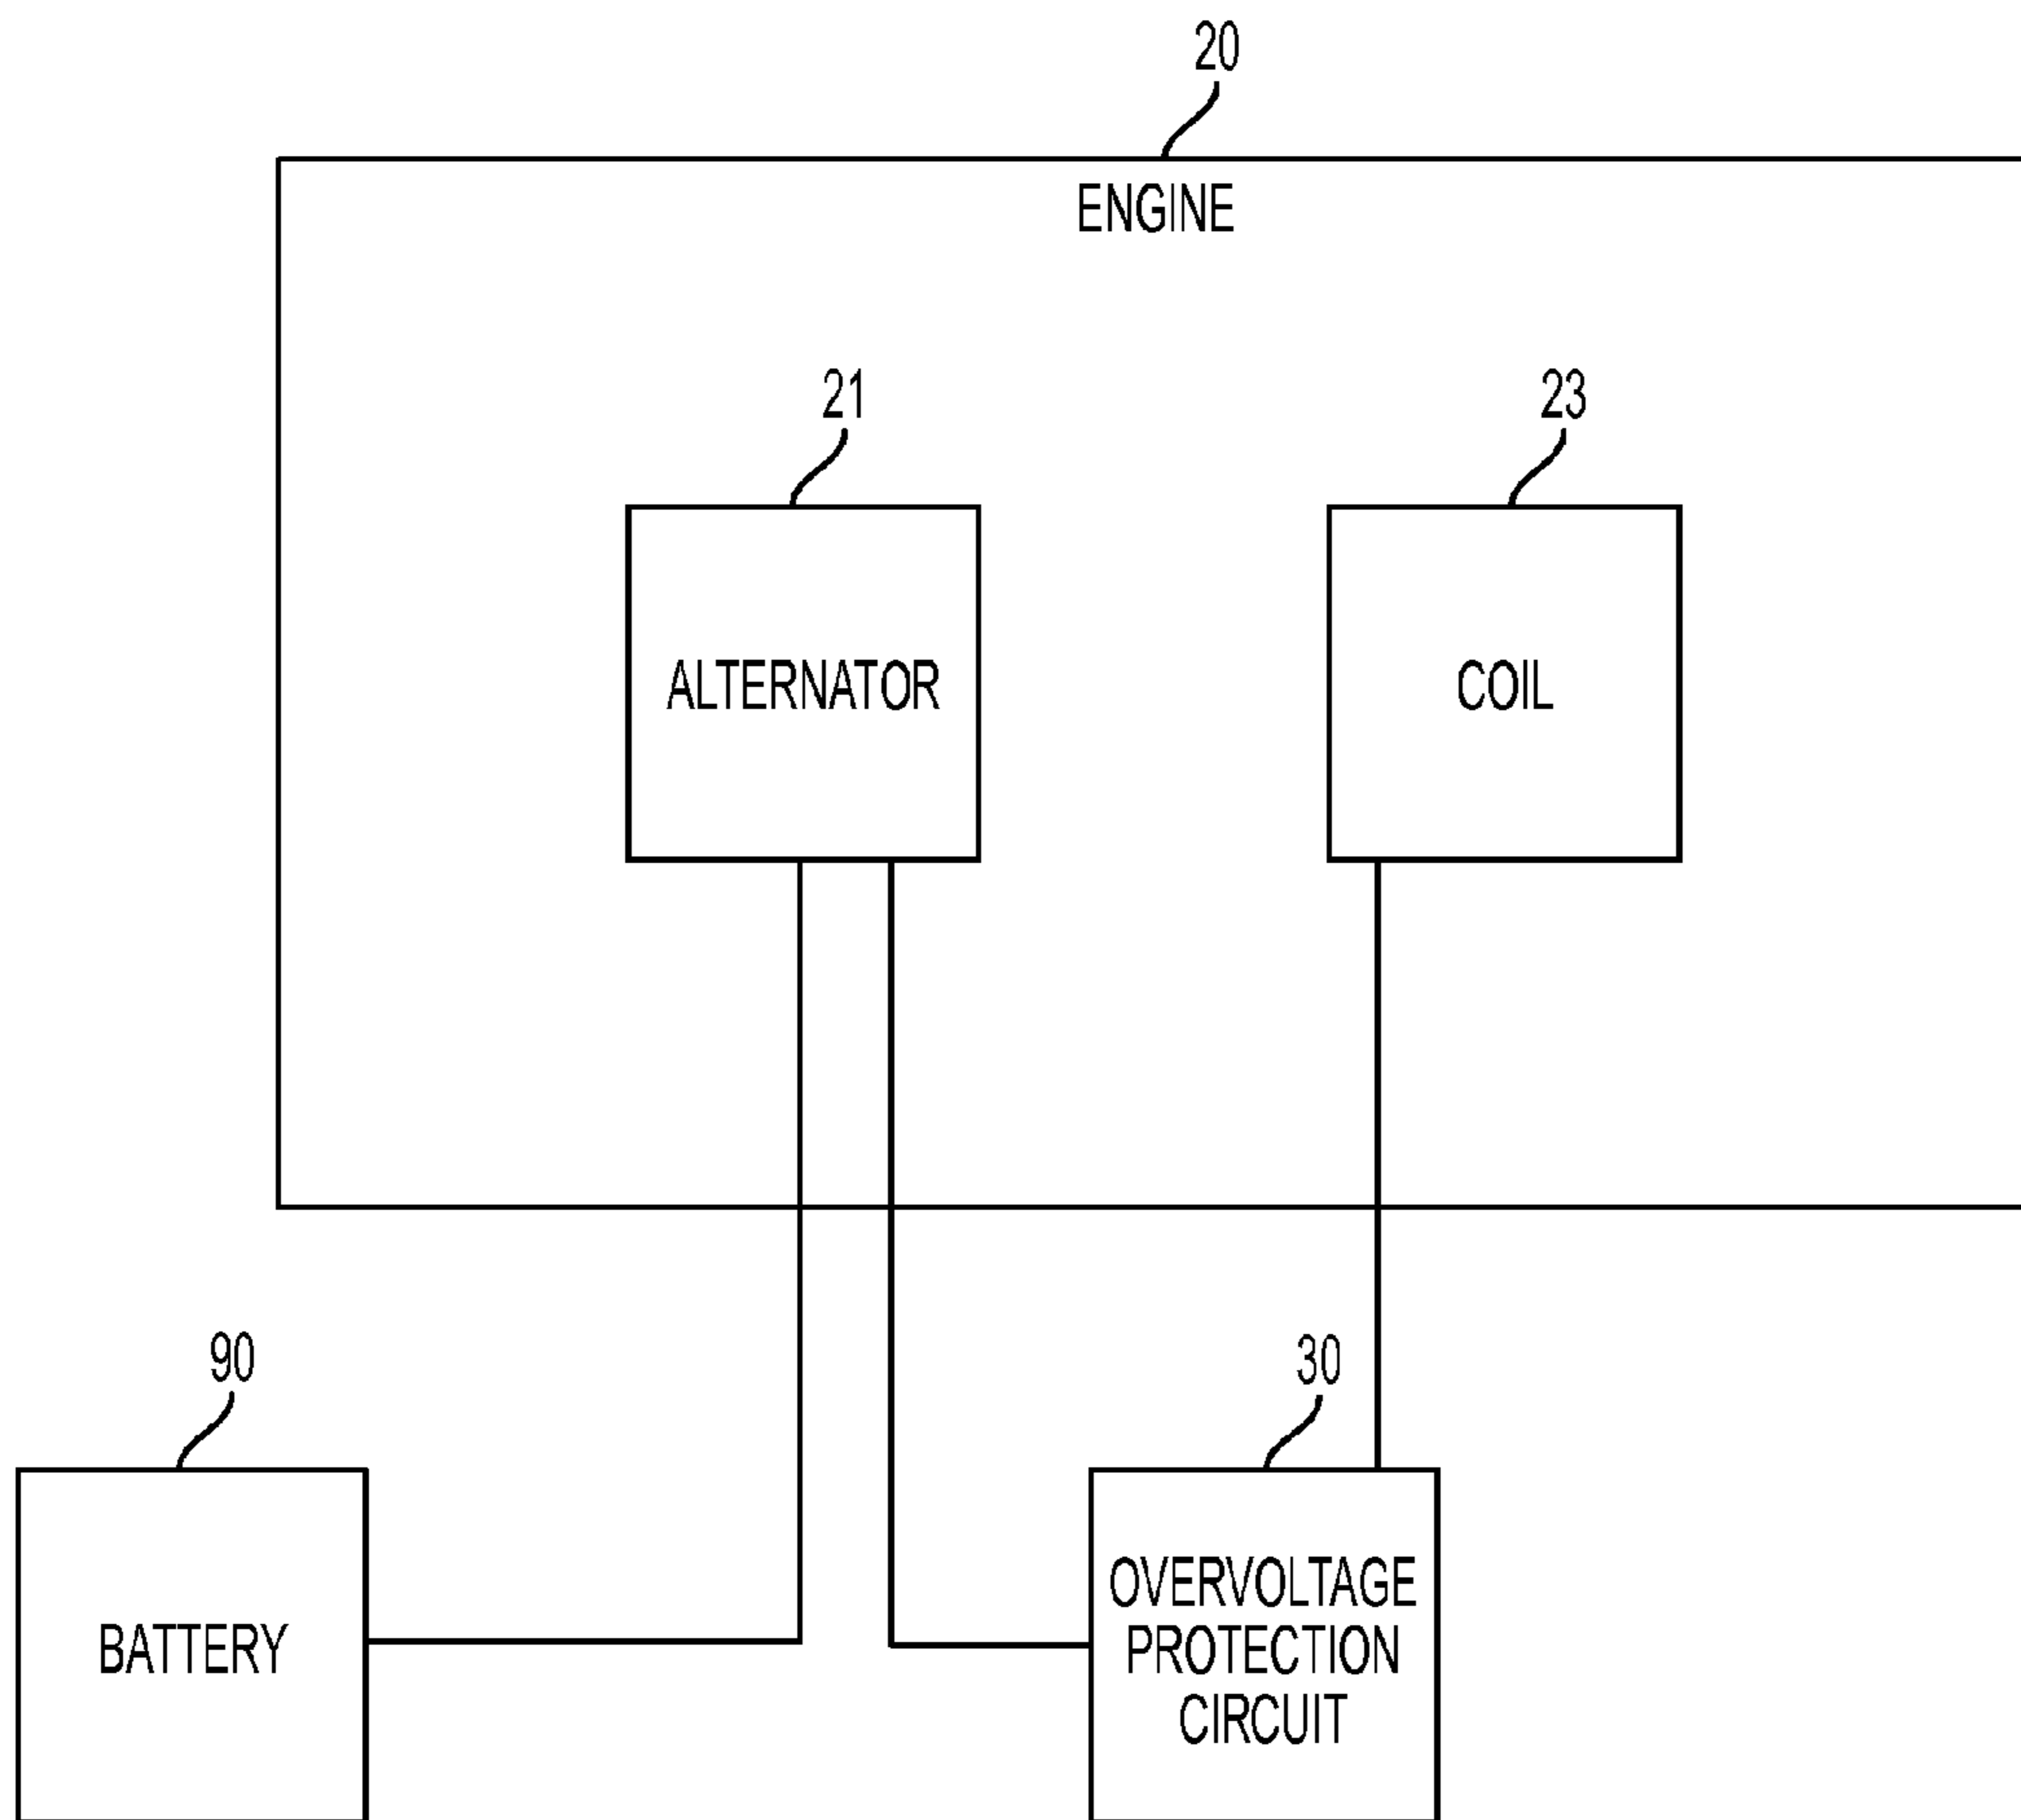 20
ENGINE
21
23
ALTERNATOR
COIL
90
30
BATTERY
OVERVOLTAGE
PROTECTION
CIRCUIT